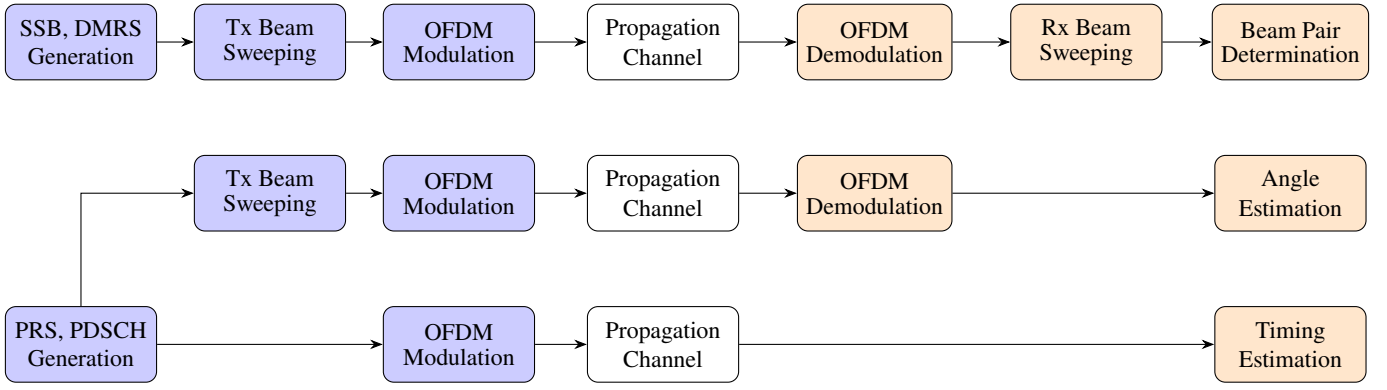 SSB, DMRS
Generation
Tx Beam
Sweeping
OFDM
Modulation
Propagation
Channel
OFDM
Demodulation
Rx Beam
Sweeping
Beam Pair
Determination
Tx Beam
Sweeping
OFDM
Modulation
Propagation
Channel
OFDM
Demodulation
Angle
Estimation
PRS, PDSCH
Generation
OFDM
Modulation
Propagation
Channel
Timing
Estimation